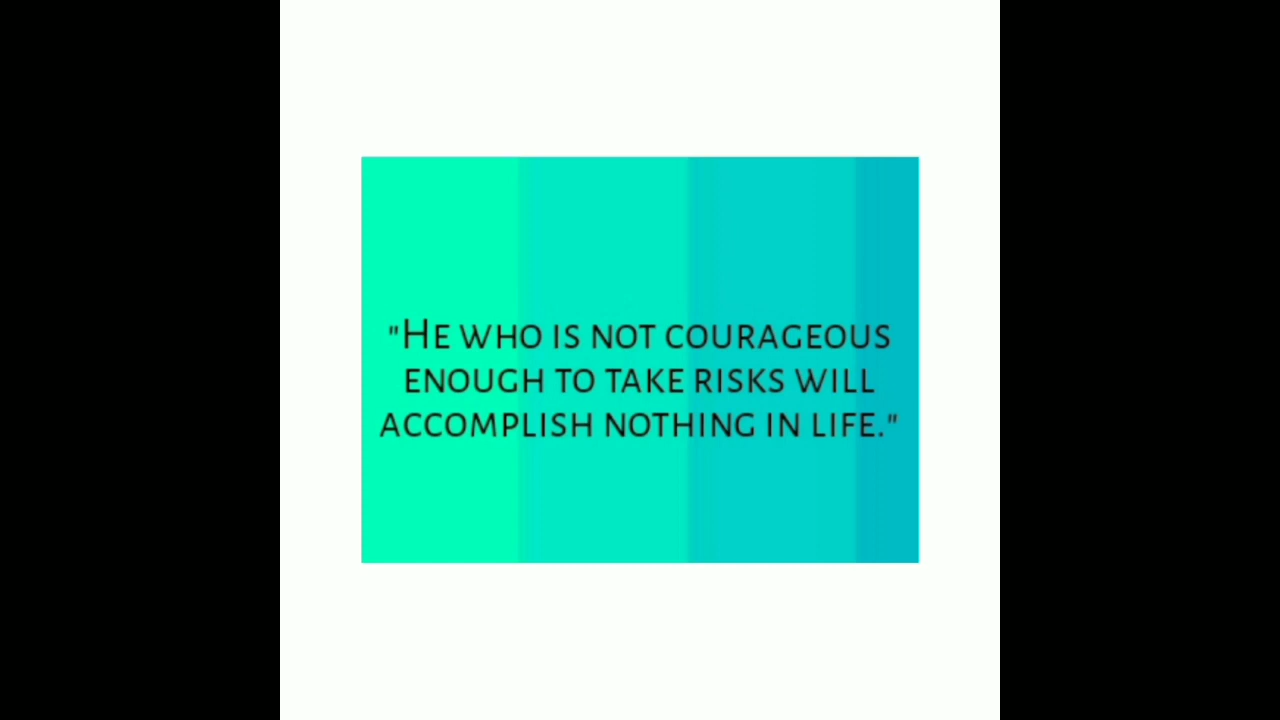 "He who is not courageous
enough to take risks will
accomplish nothing in life."